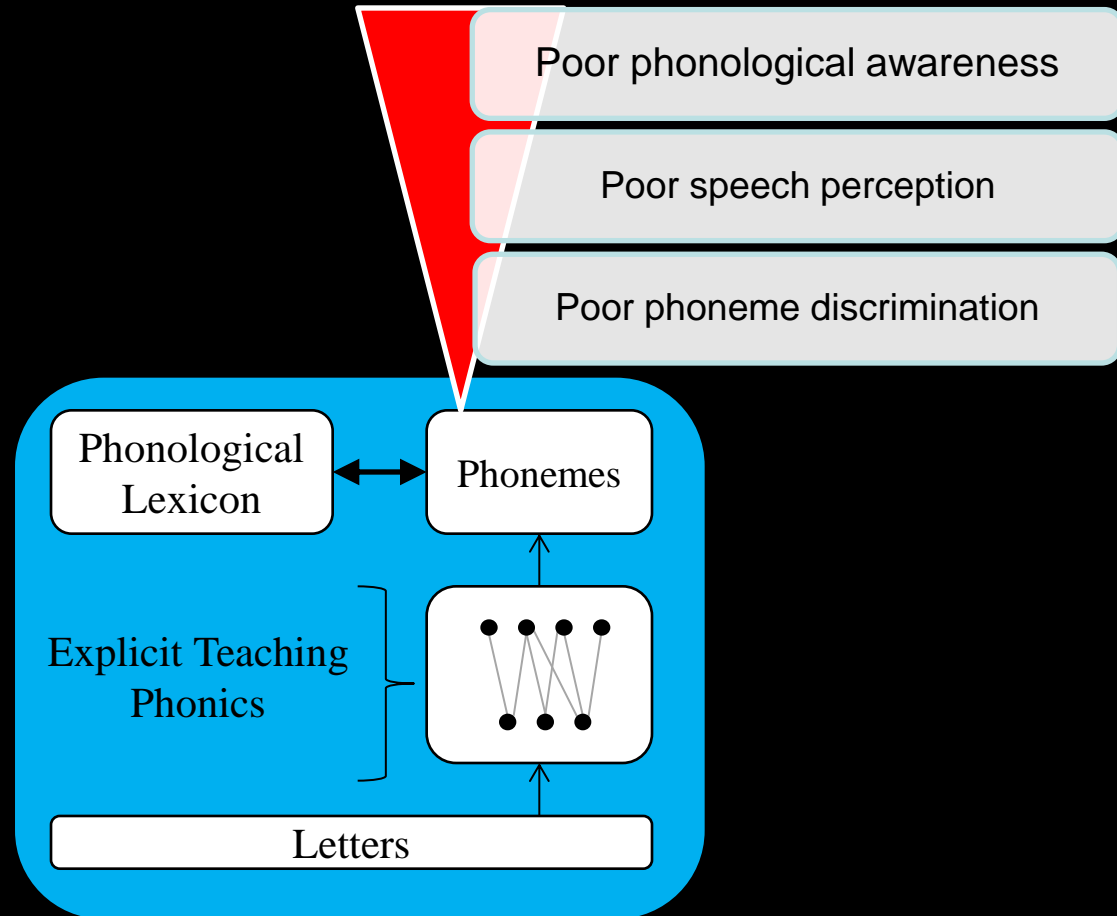 Poor phonological awareness
Poor speech perception
Poor phoneme discrimination
Phonological
Lexicon
Phonemes
Explicit Teaching
Phonics
Letters